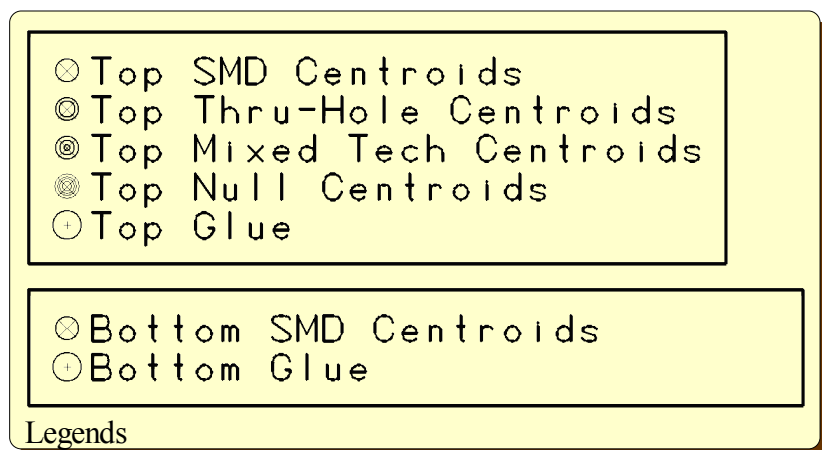 Top SMD Centroids
Top Thru-Hole Centroids
Top Mixed Tech Centroids
Top Null Centroids
Top Glue
Bottom SMD Centroids
Bottom Glue
Legends